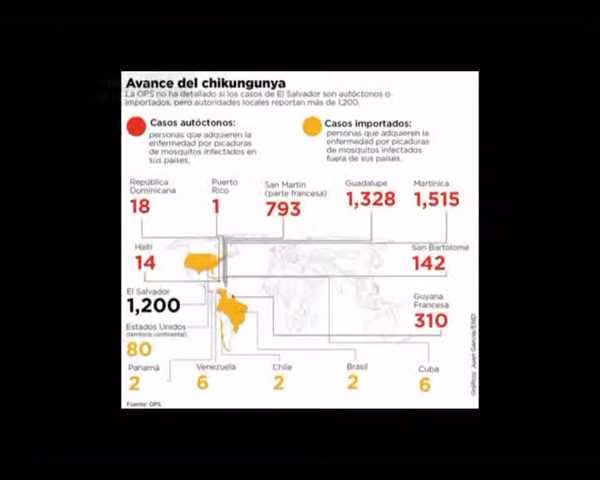 Avance del chikungunya
La OPS no ha detallado si los casos de El Salvador son autóctonos o
importados, pero autoridades locales reportan más de 1,200.
Casos autóctonos:
personas que adquieren la
enfermedad por picaduras
de mosquitos infectados en
sus países.
Casos importados:
personas que adquieren la
enfermedad por picaduras
de mosquitos infectados
fuera de sus países.
República
Dominicana
18
Puerto
Rico
1
San Martín
(parte francesa)
793
Guadalupe
1,328
Martinica
1,515
Haití
14
San Bartolomé
142
El Salvador
1,200
Guyana
Francesa
310
Estados Unidos
(territorio continental)
80
Panamá
2
Venezuela
6
Chile
2
Brasil
2
Cuba
6
Fuente: OPS
Gráfico: Juan García/END